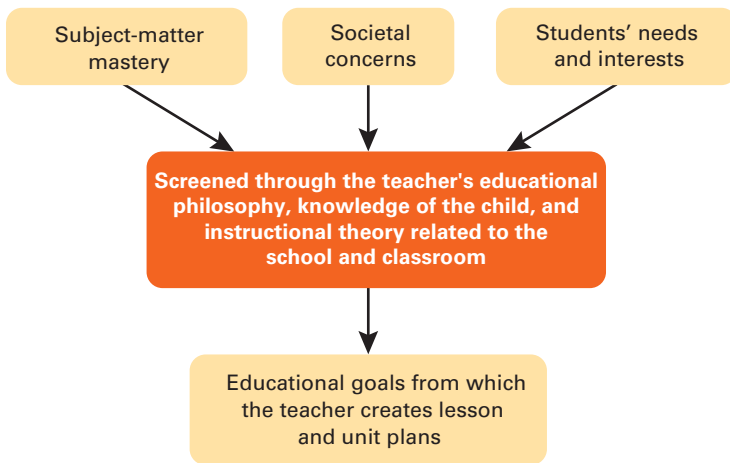 Subject-matter
mastery
Societal
concerns
Students’ needs
and interests
Screened through the teacher's educational
philosophy, knowledge of the child, and
instructional theory related to the
school and classroom
Educational goals from which
the teacher creates lesson
and unit plans